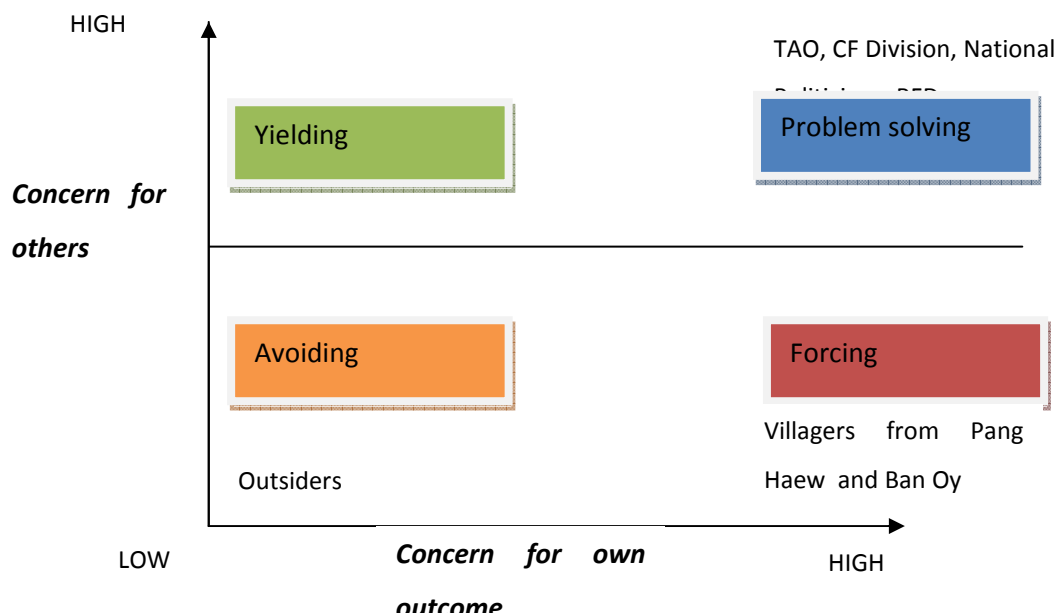 HIGH
TAO, CF Division, National
Yielding
Problem solving
Concern for
others
Avoiding
Forcing
Villagers from Pang
Haew and Ban Oy
Outsiders
LOW
Concern for own
outcome
HIGH